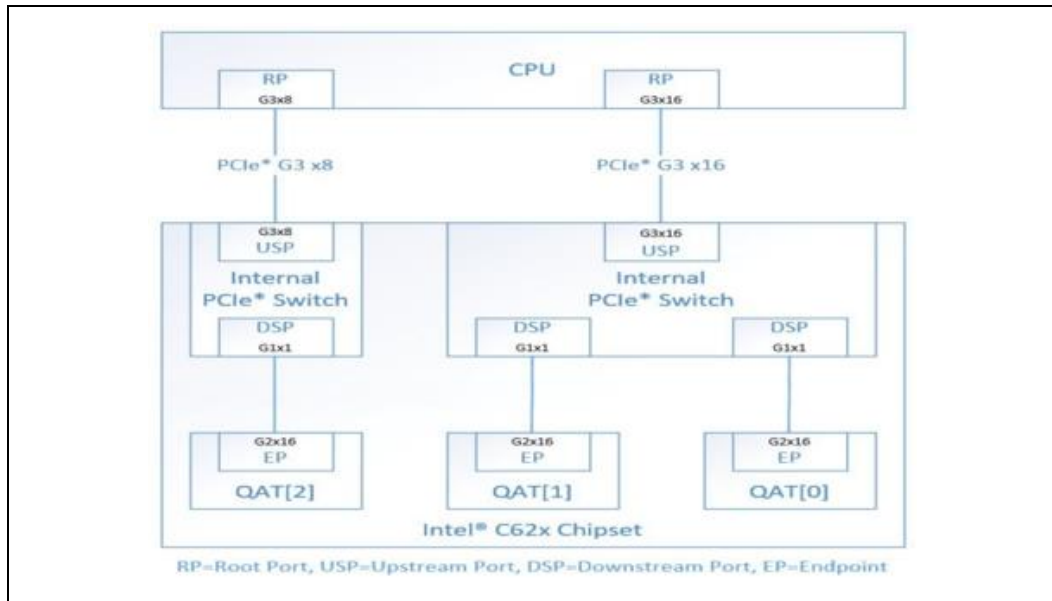 CPU
RP
G3x8
RP
G3x16
PCIe* G3 x8
PCIe* G3 x16
G3x8
USP
Internal
PCIe* Switch
DSP
G1x1
G3x16
USP
Internal
PCIe* Switch
DSP
G1x1
DSP
G1x1
G2x16
EP
QAT[2]
G2x16
EP
QAT[1]
G2x16
EP
QAT[0]
Intel® C62x Chipset
RP=Root Port, USP=Upstream Port, DSP=Downstream Port, EP=Endpoint